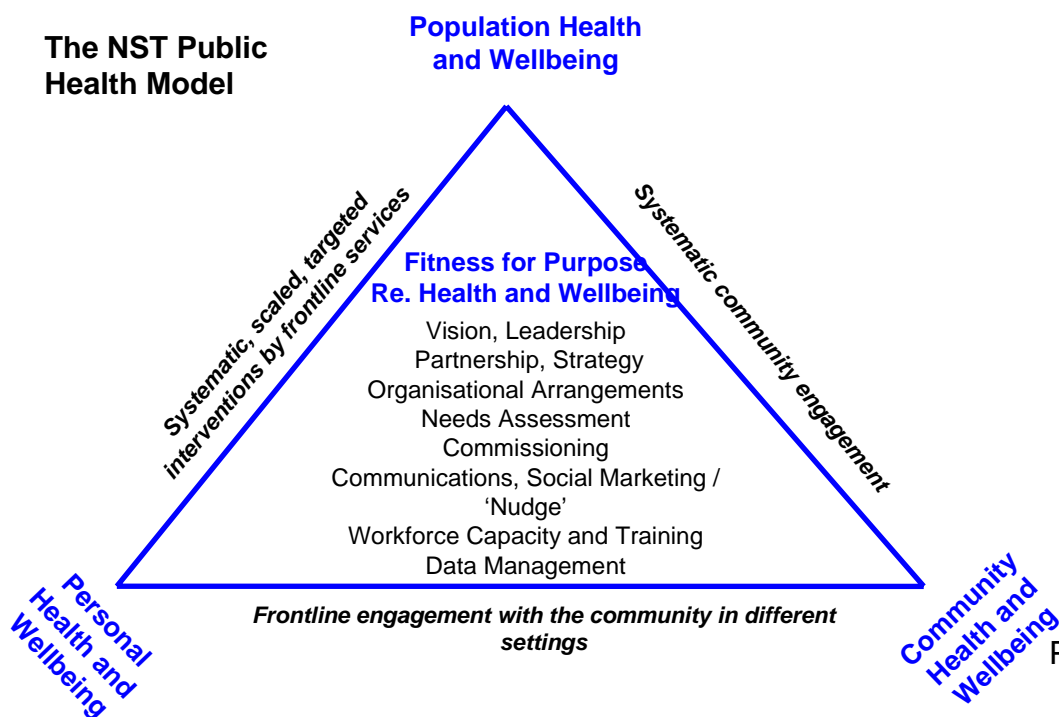 The NST Public
Health Model
Population Health
and Wellbeing
Systematic, scaled, targeted
interventions by frontline services
Systematic community engagement
Fitness for Purpose
Re. Health and Wellbeing
Vision, Leadership
Partnership, Strategy
Organisational Arrangements
Needs Assessment
Commissioning
Communications, Social Marketing /
‘Nudge’
Workforce Capacity and Training
Data Management
Personal
Health and
Wellbeing
Frontline engagement with the community in different
settings
Community
Health and
Wellbeing